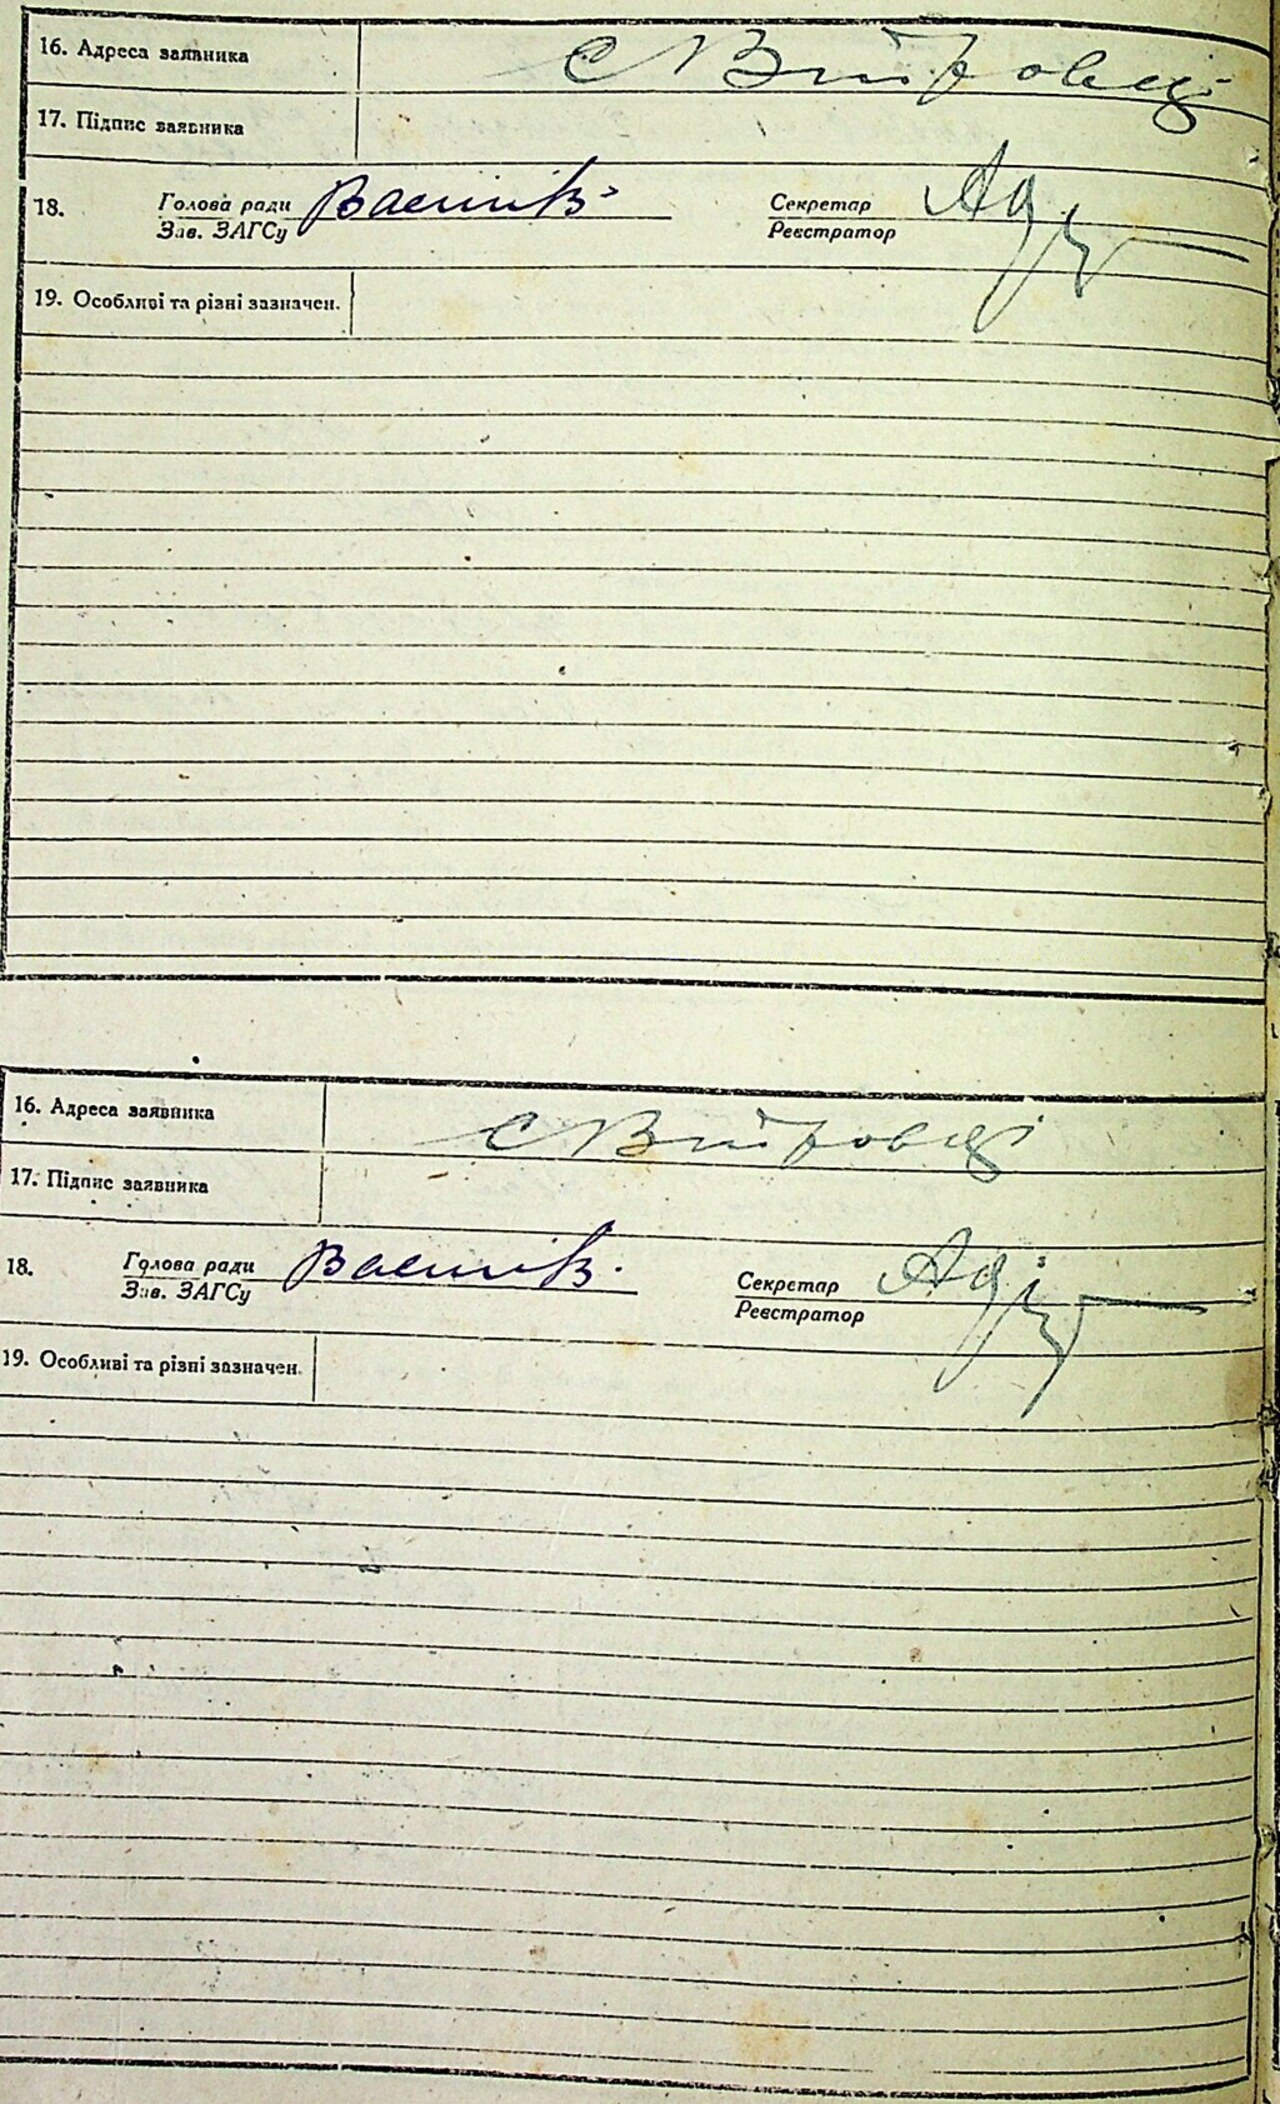 16. Адреса заявника с Вітровці
17. Підпис заявника
18. Голова ради Секретар
Зав. ЗАГСу Реєстратор
19. Особливі та різні зазначен.
16. Адреса заявника с Вітровці
17. Підпис заявника
18. Голова ради Секретар
Зав. ЗАГСу Реєстратор
19. Особливі та різні зазначен.